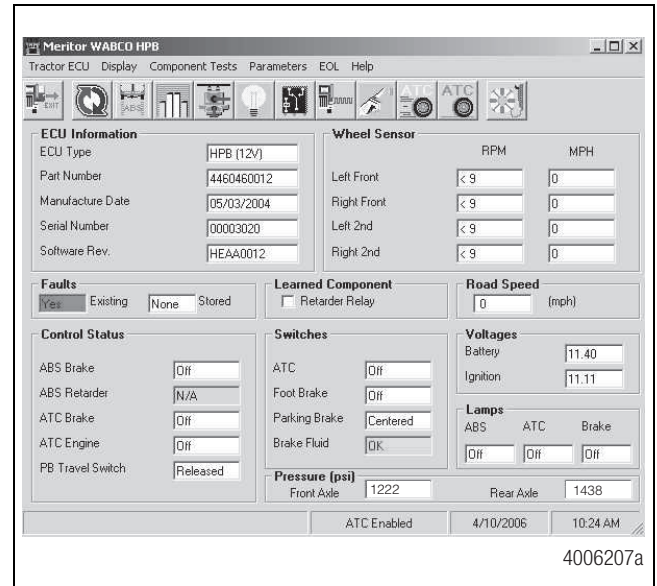 Meritor WABCO HPB
Tractor ECU Display Component Tests Parameters EOL Help
EXIT ABS ATC ATC
ECU Information
ECU Type HPB (12V)
Part Number 4460460012
Manufacture Date 05/03/2004
Serial Number 00003020
Software Rev. HEAA0012
Wheel Sensor
RPM MPH
Left Front < 9 0
Right Front < 9 0
Left 2nd < 9 0
Right 2nd < 9 0
Faults
Yes Existing None Stored
Learned Component
Retarder Relay
Road Speed
0 (mph)
Control Status
ABS Brake Off
ABS Retarder N/A
ATC Brake Off
ATC Engine Off
PB Travel Switch Released
Switches
ATC Off
Foot Brake Off
Parking Brake Centered
Brake Fluid OK
Voltages
Battery 11.40
Ignition 11.11
Lamps
ABS ATC Brake
Off Off Off
Pressure (psi)
Front Axle 1222 Rear Axle 1438
ATC Enabled 4/10/2006 10:24 AM
4006207a